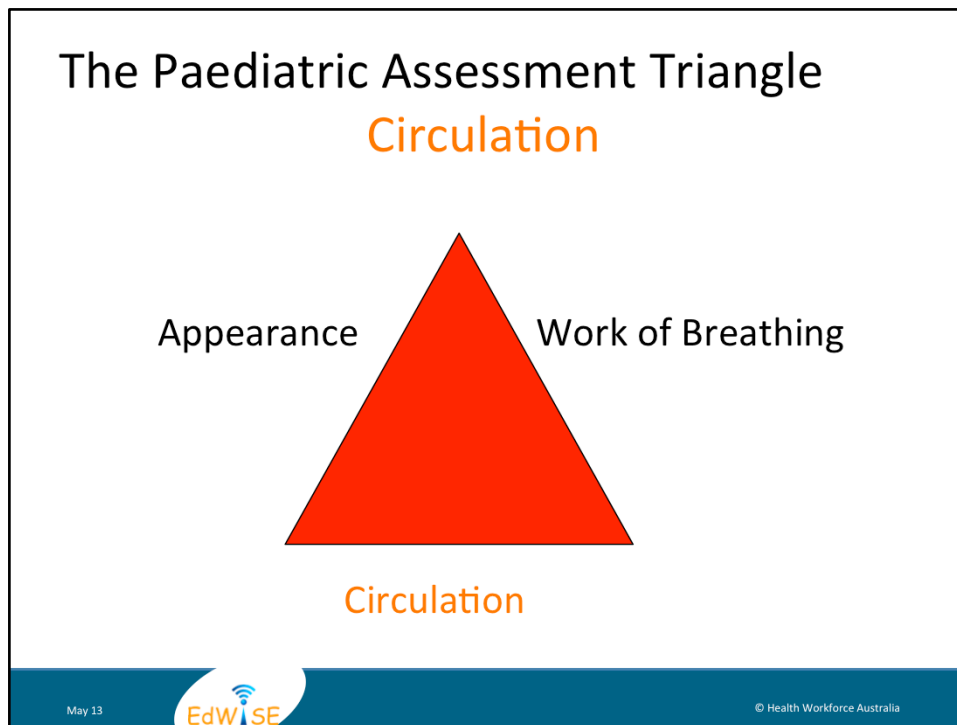 The Paediatric Assessment Triangle
Circulation
Appearance
Work of Breathing
Circulation
May 13
EdWISE
© Health Workforce Australia